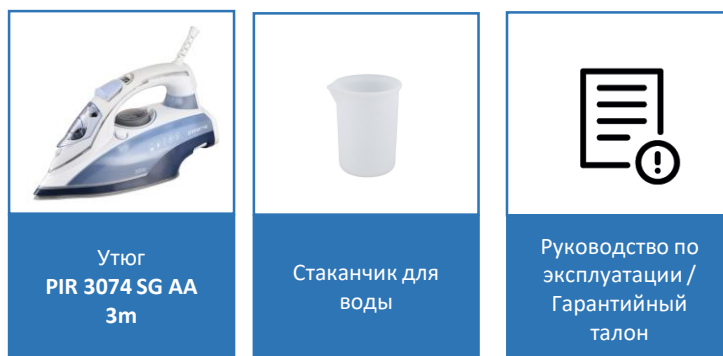 Утюг
PIR 3074 SG AA
3m
Стаканчик для
воды
Руководство по
эксплуатации /
Гарантийный
талон